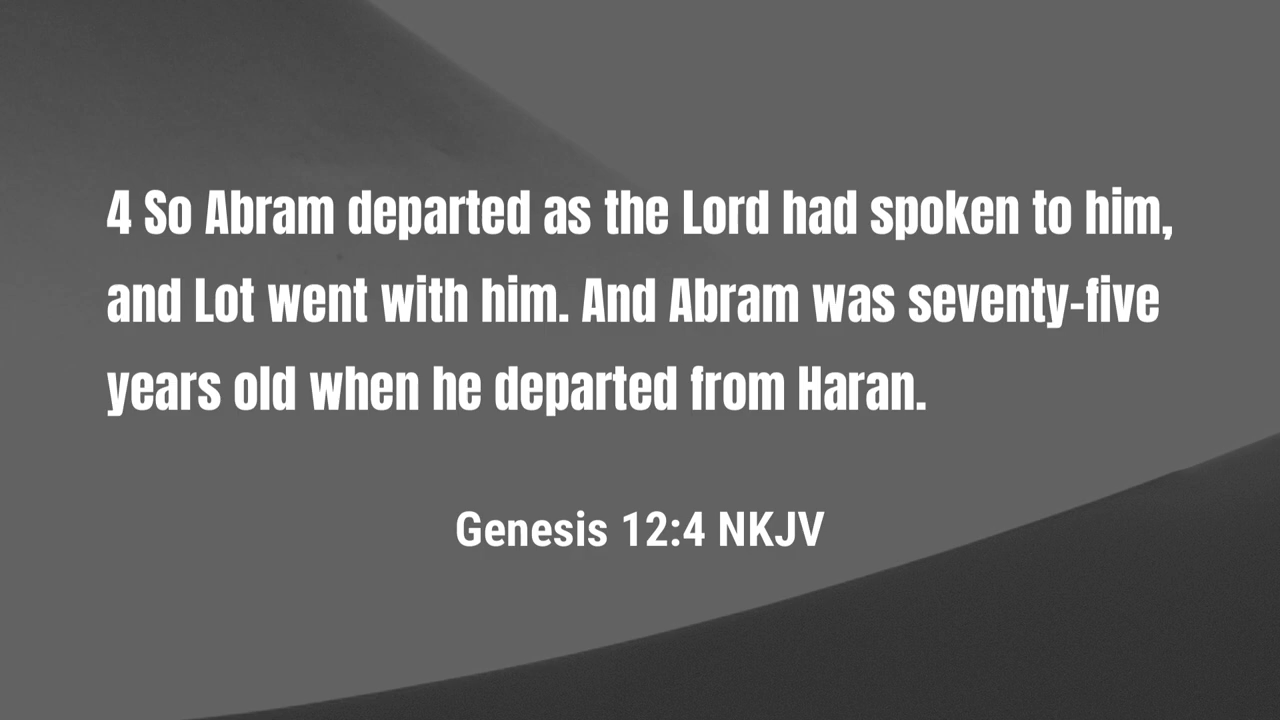 4 So Abram departed as the Lord had spoken to him,
and Lot went with him. And Abram was seventy-five
years old when he departed from Haran.
Genesis 12:4 NKJV